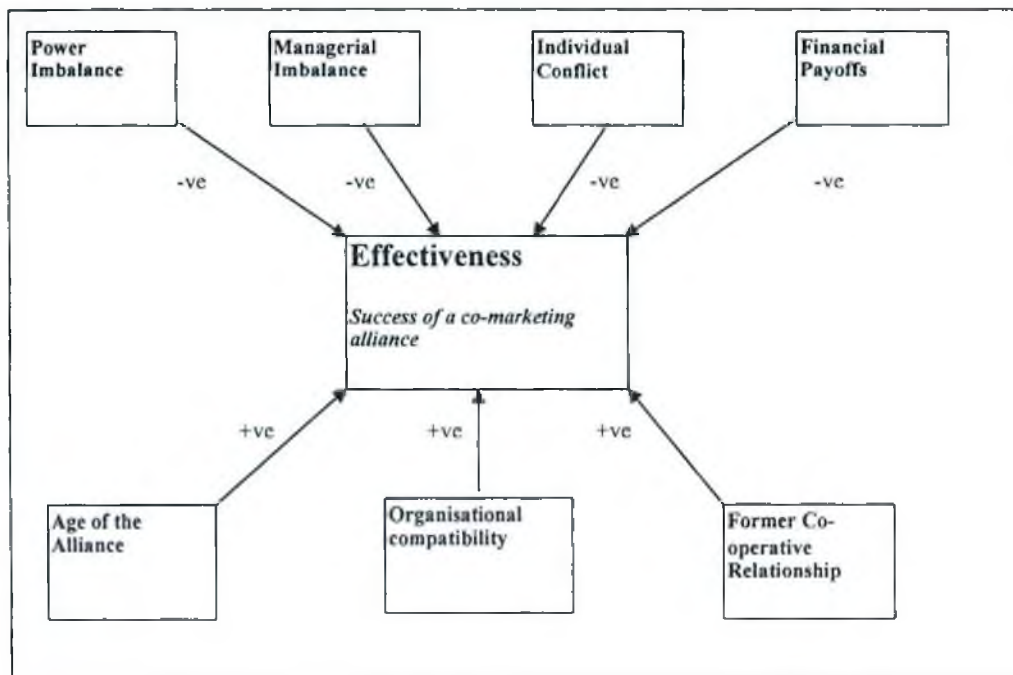 Power
Imbalance
Managerial
Imbalance
Individual
Conflict
Financial
Payoffs
-ve
-ve
-ve
-ve
Effectiveness
Success of a co-marketing
alliance
+ve
+ve
+ve
Age of the
Alliance
Organisational
compatibility
Former Co-
operative
Relationship